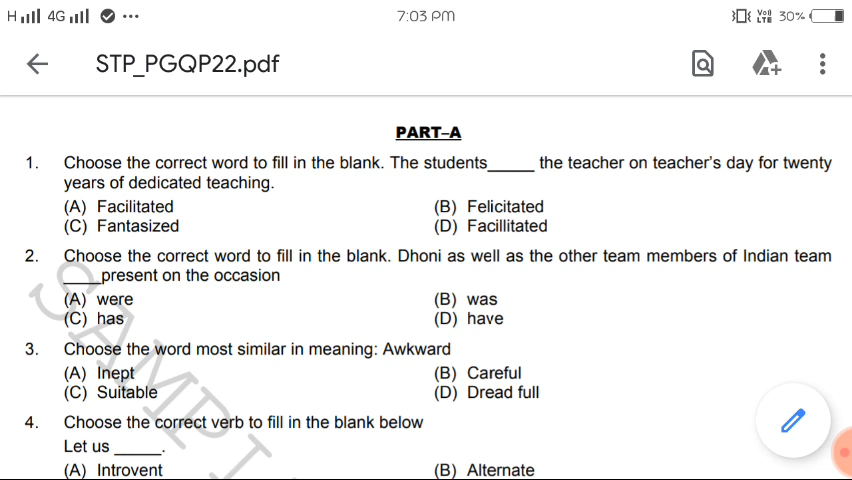 H 4G ... 7:03 PM Vo)) LTE 30%
STP_PGQP22.pdf
PART–A
1. Choose the correct word to fill in the blank. The students_____ the teacher on teacher's day for twenty
years of dedicated teaching.
(A) Facilitated (B) Felicitated
(C) Fantasized (D) Facillitated
2. Choose the correct word to fill in the blank. Dhoni as well as the other team members of Indian team
____present on the occasion
(A) were (B) was
(C) has (D) have
3. Choose the word most similar in meaning: Awkward
(A) Inept (B) Careful
(C) Suitable (D) Dread full
4. Choose the correct verb to fill in the blank below
Let us _____.
(A) Introvent (B) Alternate
SAMPL